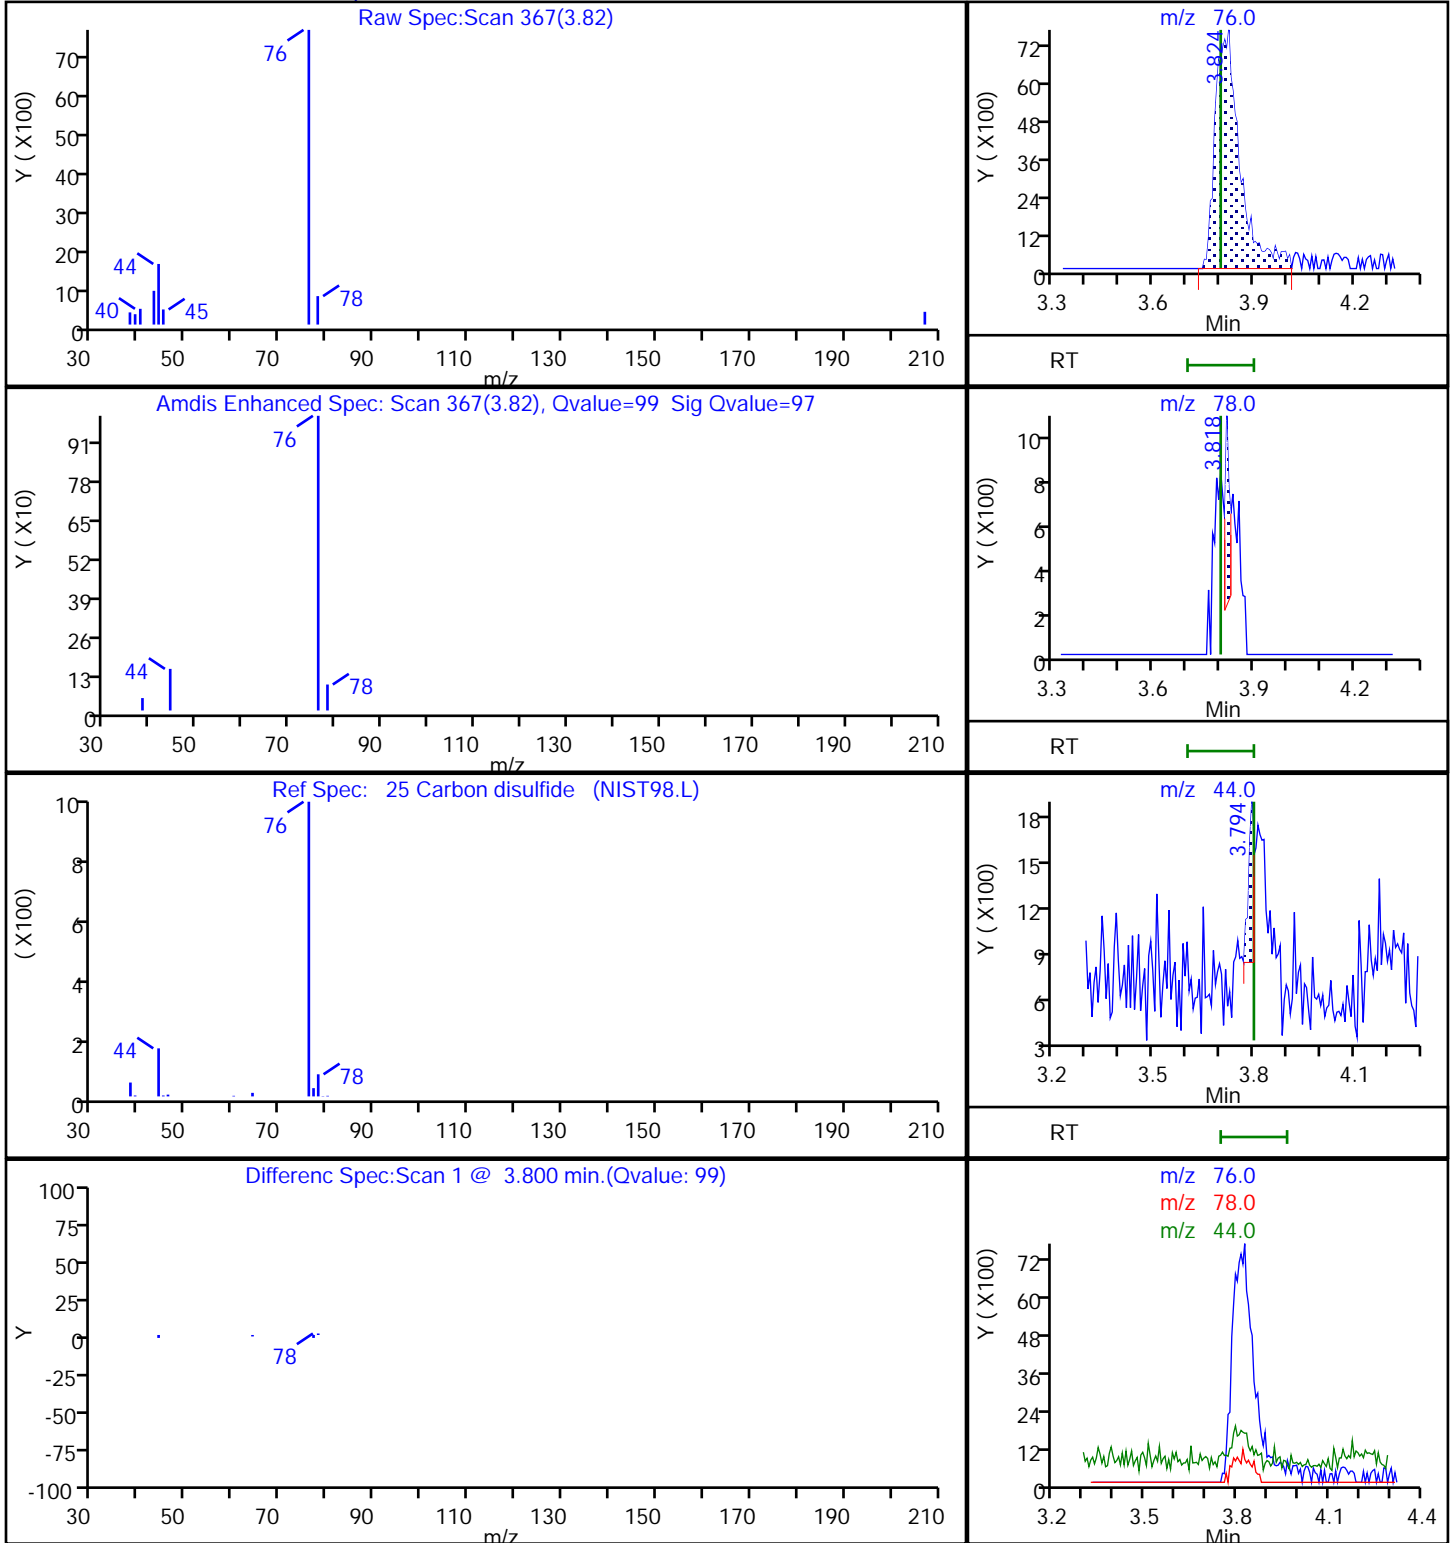 Raw Spec:Scan 367(3.82)
Y ( X100)
70
60
50
40
30
20
10
0
76
44
40
45
78
30 50 70 90 110 130 150 170 190 210
m/z
m/z 76.0
Y ( X100)
72
60
48
36
24
12
0
3.824
3.3 3.6 3.9 4.2
Min
RT
Amdis Enhanced Spec: Scan 367(3.82), Qvalue=99 Sig Qvalue=97
Y ( X10)
91
78
65
52
39
26
13
0
76
44
78
30 50 70 90 110 130 150 170 190 210
m/z
m/z 78.0
Y ( X100)
10
8
6
4
2
0
3.818
3.3 3.6 3.9 4.2
Min
RT
Ref Spec: 25 Carbon disulfide (NIST98.L)
( X100)
10
8
6
4
2
0
76
44
78
30 50 70 90 110 130 150 170 190 210
m/z 44.0
Y ( X100)
18
15
12
9
6
3
3.794
3.2 3.5 3.8 4.1
Min
RT
Differenc Spec:Scan 1 @ 3.800 min.(Qvalue: 99)
Y
100
75
50
25
0
-25
-50
-75
-100
78
30 50 70 90 110 130 150 170 190 210
m/z
m/z 76.0
m/z 78.0
m/z 44.0
Y ( X100)
72
60
48
36
24
12
0
3.2 3.5 3.8 4.1 4.4
Min